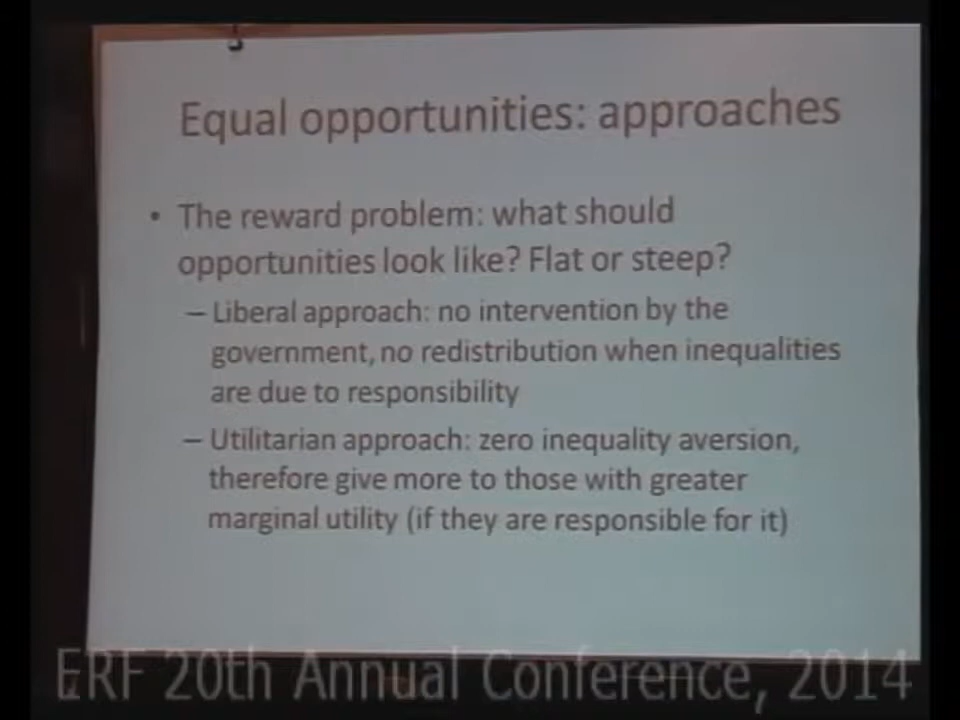 Equal opportunities: approaches
• The reward problem: what should
opportunities look like? Flat or steep?
– Liberal approach: no intervention by the
government, no redistribution when inequalities
are due to responsibility
– Utilitarian approach: zero inequality aversion,
therefore give more to those with greater
marginal utility (if they are responsible for it)
ERF 20th Annual Conference, 2014